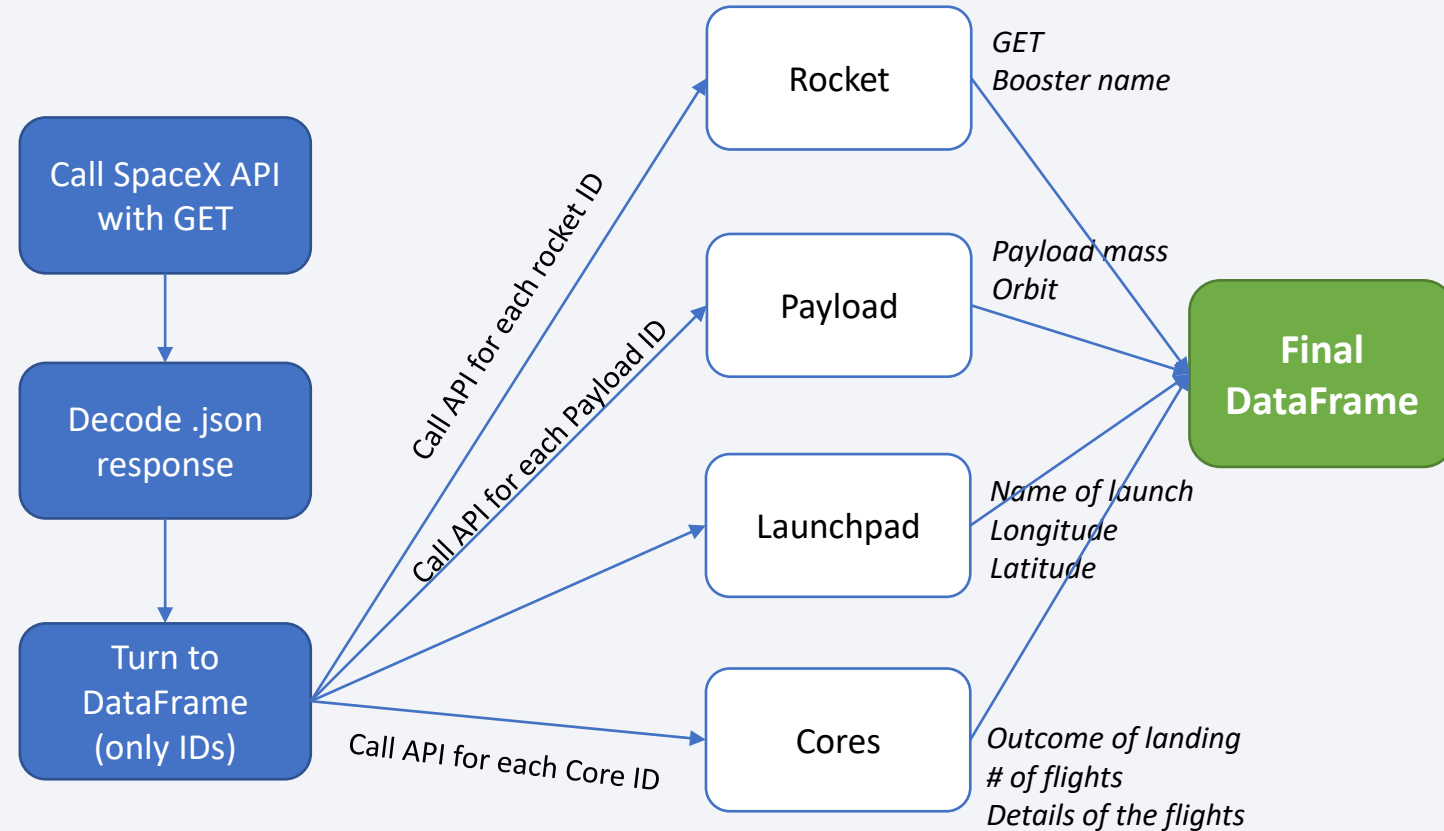 Call SpaceX API
with GET
Decode .json
response
Turn to
DataFrame
(only IDs)
Call API for each rocket ID
Call API for each Payload ID
Call API for each Core ID
Rocket
GET
Booster name
Payload
Payload mass
Orbit
Launchpad
Name of launch
Longitude
Latitude
Cores
Outcome of landing
# of flights
Details of the flights
Final
DataFrame